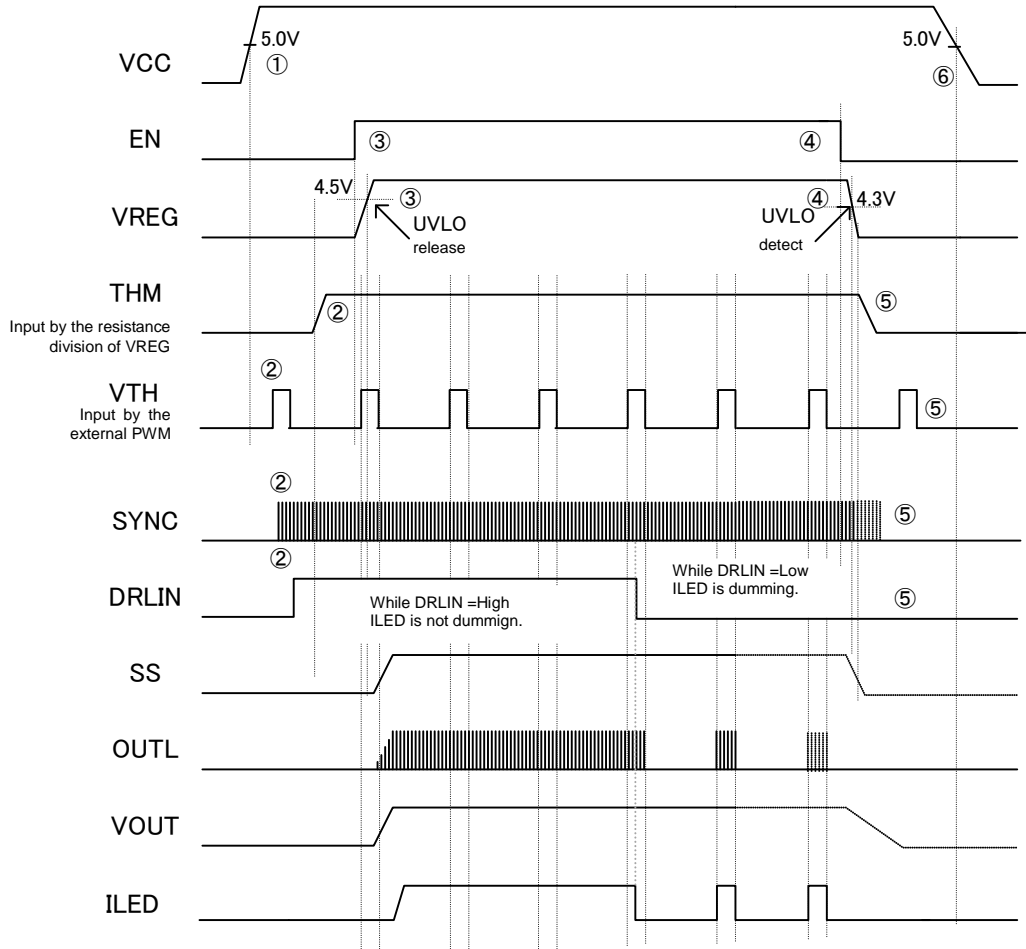 5.0V
5.0V
VCC
①
⑥
EN
③
④
4.5V
③
④
4.3V
VREG
UVLO
release
UVLO
detect
THM
②
⑤
Input by the resistance
division of VREG
②
VTH
⑤
Input by the
external PWM
②
SYNC
⑤
②
DRLIN
While DRLIN =High
ILED is not dummign.
While DRLIN =Low
ILED is dumming.
⑤
SS
OUTL
VOUT
ILED